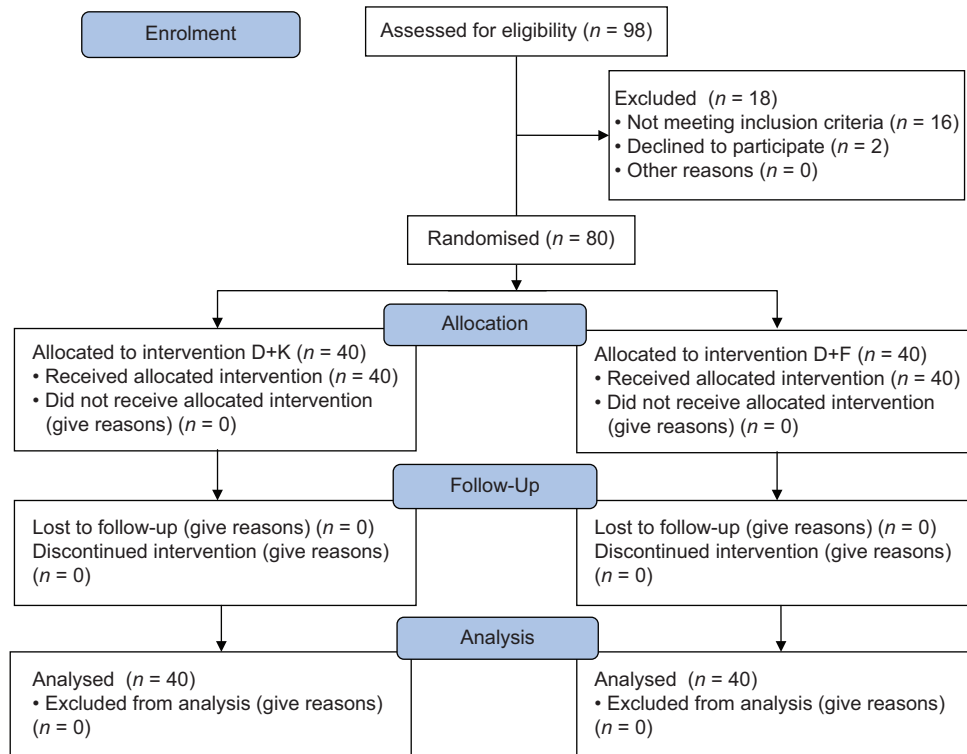 Enrolment
Assessed for eligibility (n = 98)
Excluded (n = 18)
• Not meeting inclusion criteria (n = 16)
• Declined to participate (n = 2)
• Other reasons (n = 0)
Randomised (n = 80)
Allocation
Allocated to intervention D+K (n = 40)
• Received allocated intervention (n = 40)
• Did not receive allocated intervention
(give reasons) (n = 0)
Allocated to intervention D+F (n = 40)
• Received allocated intervention (n = 40)
• Did not receive allocated intervention
(give reasons) (n = 0)
Follow-Up
Lost to follow-up (give reasons) (n = 0)
Discontinued intervention (give reasons)
(n = 0)
Lost to follow-up (give reasons) (n = 0)
Discontinued intervention (give reasons)
(n = 0)
Analysis
Analysed (n = 40)
• Excluded from analysis (give reasons)
(n = 0)
Analysed (n = 40)
• Excluded from analysis (give reasons)
(n = 0)